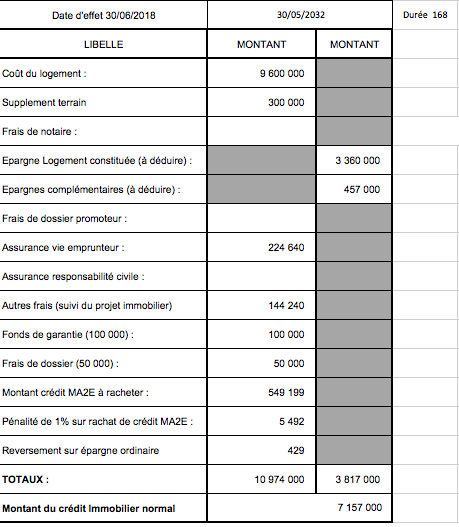 Date d'effet 30/06/2018 30/05/2032 Durée 168
LIBELLE MONTANT MONTANT
Coût du logement : 9 600 000
Supplement terrain 300 000
Frais de notaire :
Epargne Logement constituée (à déduire) : 3 360 000
Epargnes complémentaires (à déduire) : 457 000
Frais de dossier promoteur :
Assurance vie emprunteur : 224 640
Assurance responsabilité civile :
Autres frais (suivi du projet immobilier) 144 240
Fonds de garantie (100 000) : 100 000
Frais de dossier (50 000) : 50 000
Montant crédit MA2E à racheter : 549 199
Pénalité de 1% sur rachat de crédit MA2E : 5 492
Reversement sur épargne ordinaire 429
TOTAUX : 10 974 000 3 817 000
Montant du crédit Immobilier normal 7 157 000